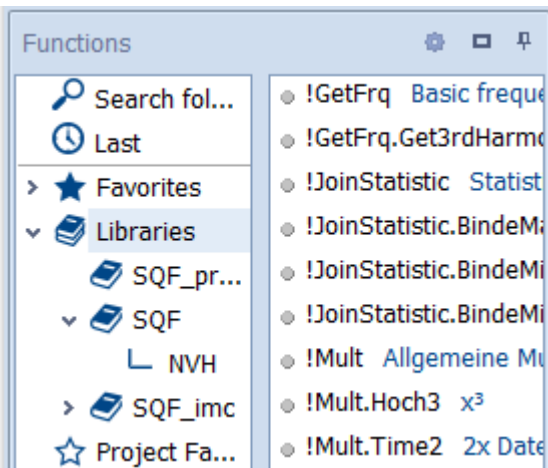 Functions
Search fol...
Last
Favorites
Libraries
SQF_pr...
SQF
NVH
SQF_imc
Project Fa...
!GetFrq Basic freque
!GetFrq.Get3rdHarmo
!JoinStatistic Statist
!JoinStatistic.BindeMa
!JoinStatistic.BindeMi
!JoinStatistic.BindeMi
!Mult Allgemeine Mu
!Mult.Hoch3 x³
!Mult.Time2 2x Date